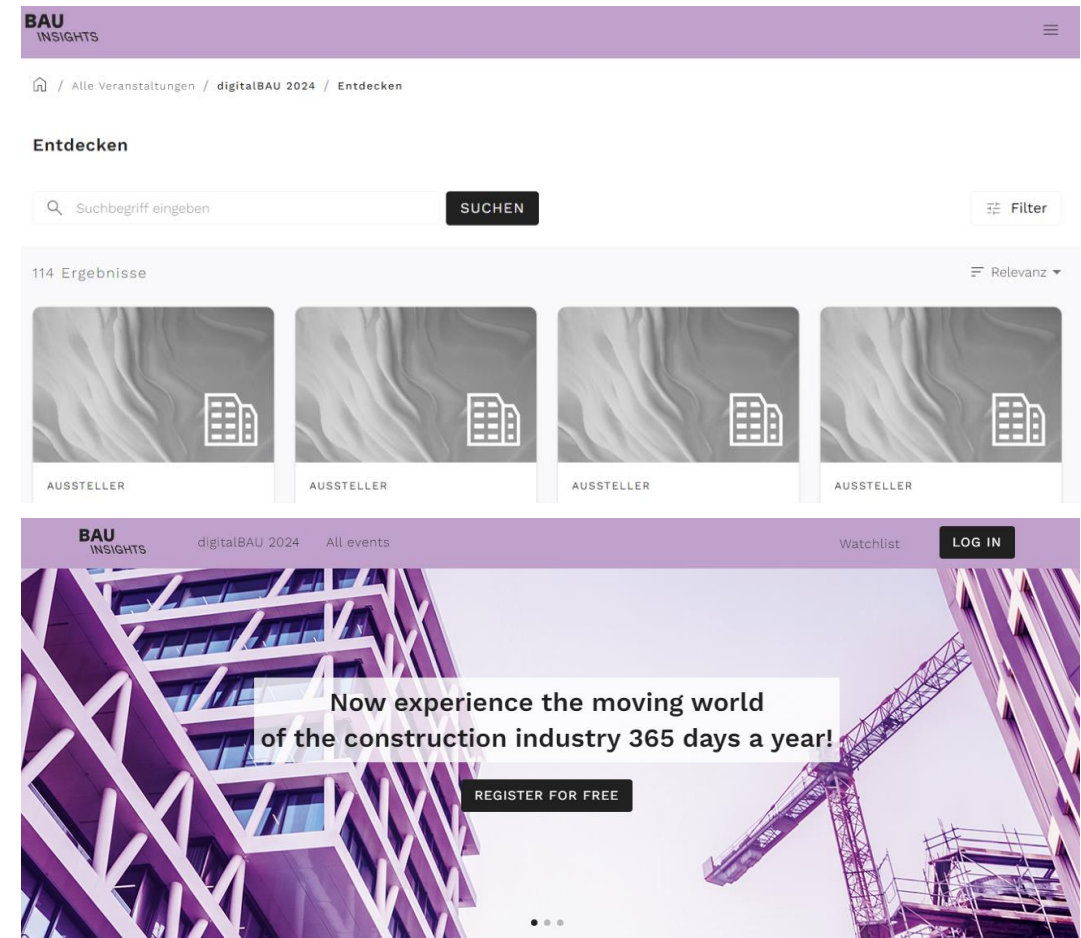 BAU
INSIGHTS
/ Alle Veranstaltungen / digitalBAU 2024 / Entdecken
Entdecken
Suchbegriff eingeben
SUCHEN
Filter
114 Ergebnisse
Relevanz
AUSSTELLER
AUSSTELLER
AUSSTELLER
AUSSTELLER
BAU
INSIGHTS
digitalBAU 2024
All events
Watchlist
LOG IN
Now experience the moving world
of the construction industry 365 days a year!
REGISTER FOR FREE